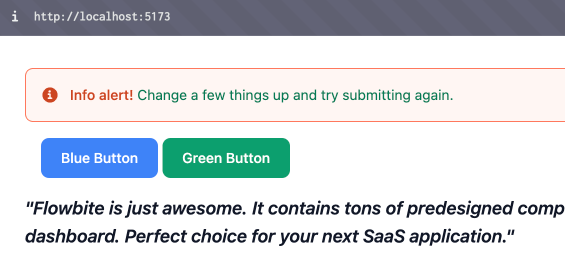 http://localhost:5173
Info alert! Change a few things up and try submitting again.
Blue Button Green Button
"Flowbite is just awesome. It contains tons of predesigned comp
dashboard. Perfect choice for your next SaaS application."